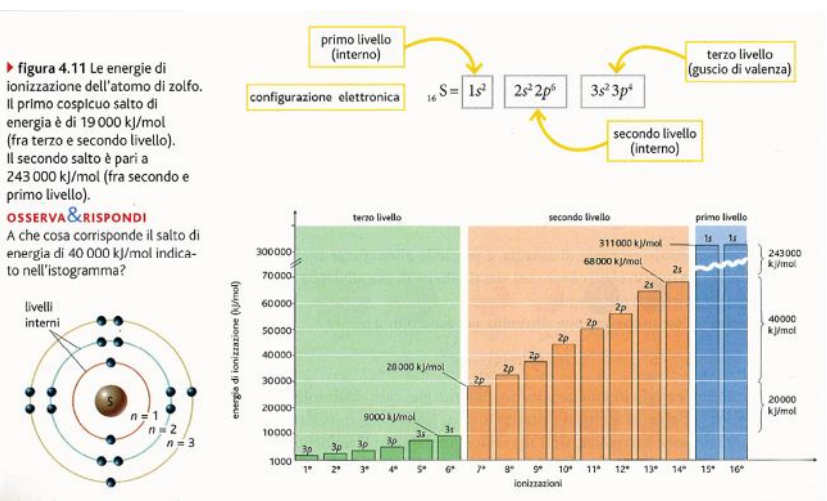 figura 4.11 Le energie di
ionizzazione dell'atomo di zolfo.
Il primo cospicuo salto di
energia è di 19 000 kJ/mol
(fra terzo e secondo livello).
Il secondo salto è pari a
243 000 kJ/mol (fra secondo e
primo livello).
OSSERVA&RISPONDI
A che cosa corrisponde il salto di
energia di 40 000 kJ/mol indica-
to nell'istogramma?
livelli
interni
S
n = 1
n = 2
n = 3
primo livello
(interno)
terzo livello
(guscio di valenza)
configurazione elettronica
16 S = 1s² 2s² 2p⁶ 3s² 3p⁴
secondo livello
(interno)
terzo livello
secondo livello
primo livello
energia di ionizzazione (kJ/mol)
300000
70000
60000
50000
40000
30000
20000
10000
1000
3p 3p 3p 3p 3s 3s 2p 2p 2p 2p 2p 2p 2s 2s 1s 1s
9000 kJ/mol
28000 kJ/mol
68000 kJ/mol
311000 kJ/mol
243000
kJ/mol
40000
kJ/mol
20000
kJ/mol
1° 2° 3° 4° 5° 6° 7° 8° 9° 10° 11° 12° 13° 14° 15° 16°
ionizzazioni